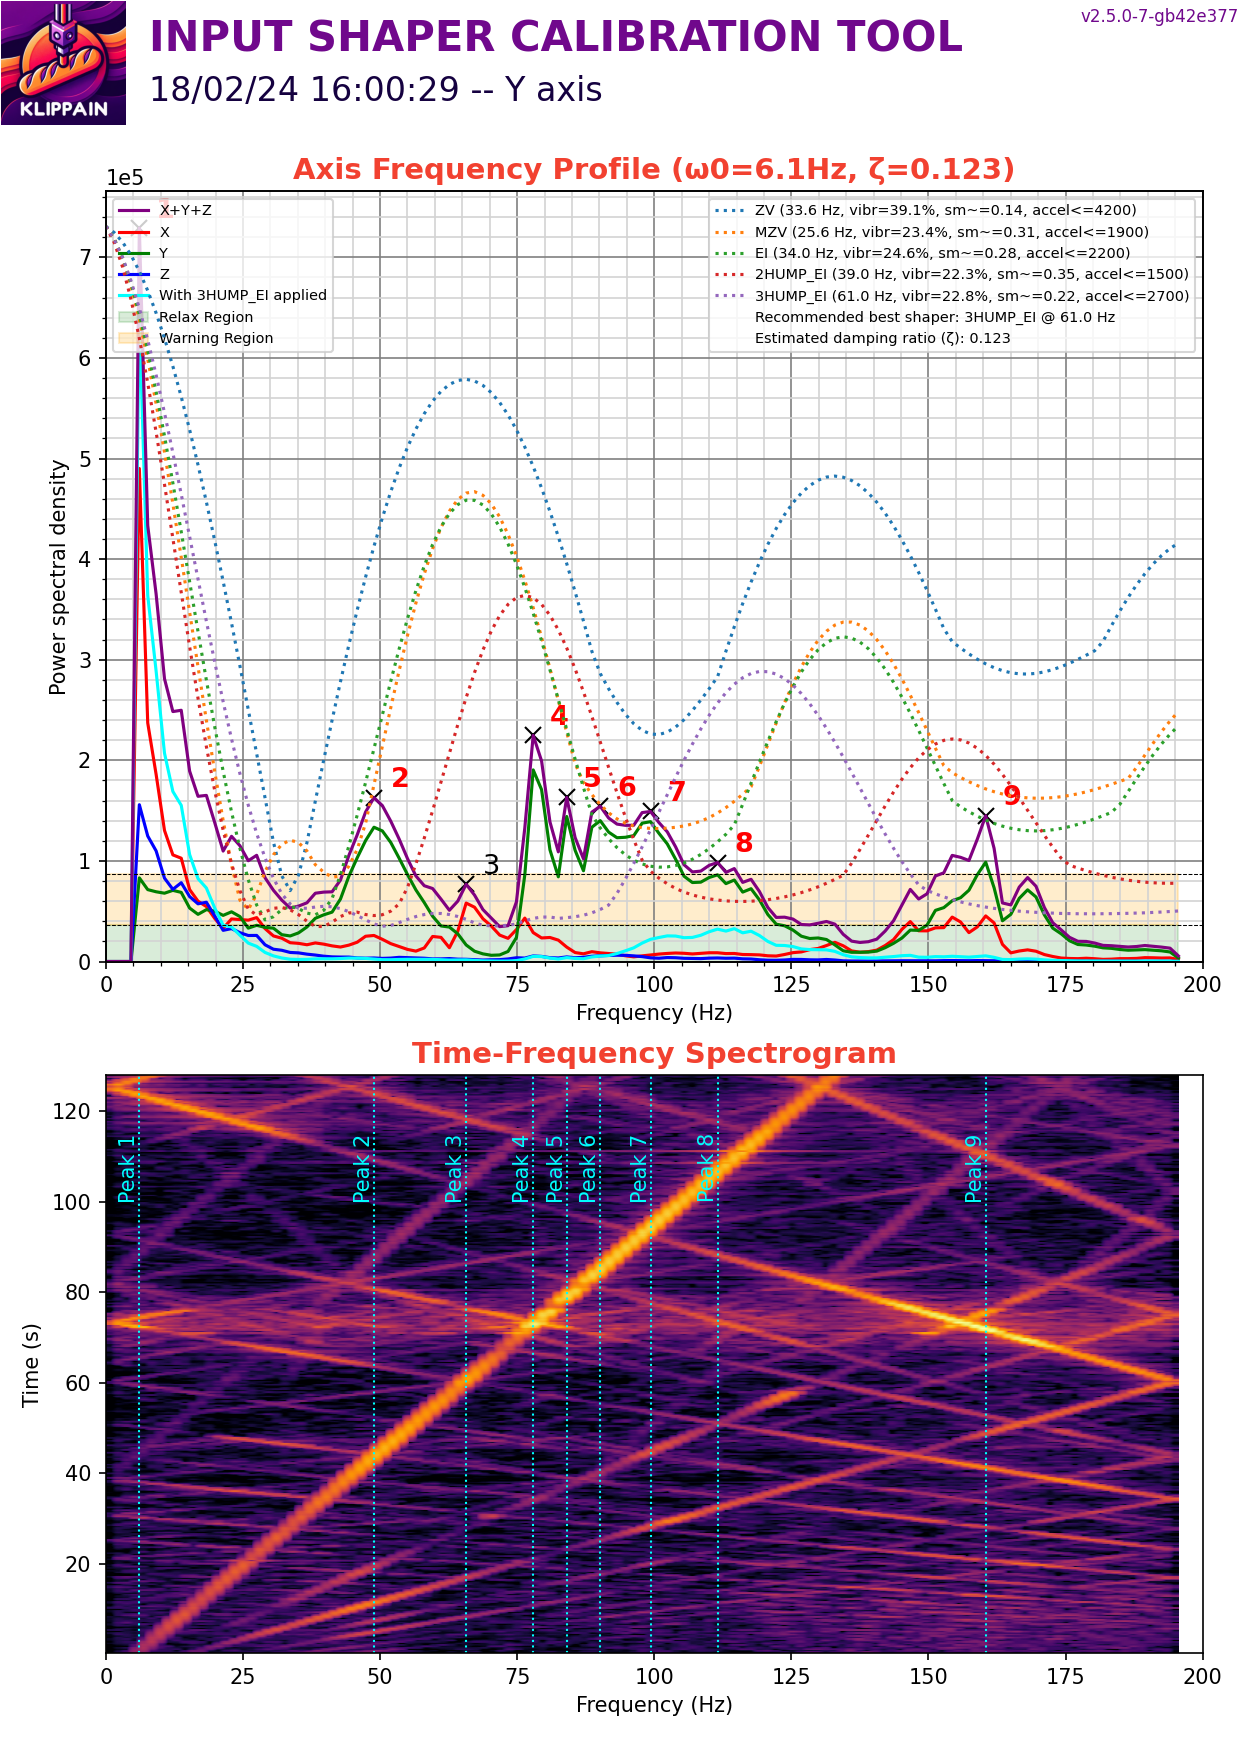 INPUT SHAPER CALIBRATION TOOL
v2.5.0-7-gb42e377
18/02/24 16:00:29 -- Y axis
KLIPPAIN
Axis Frequency Profile (ω0=6.1Hz, ζ=0.123)
1e5
X+Y+Z
X
Y
Z
With 3HUMP_EI applied
Relax Region
Warning Region
ZV (33.6 Hz, vibr=39.1%, sm~=0.14, accel<=4200)
MZV (25.6 Hz, vibr=23.4%, sm~=0.31, accel<=1900)
EI (34.0 Hz, vibr=24.6%, sm~=0.28, accel<=2200)
2HUMP_EI (39.0 Hz, vibr=22.3%, sm~=0.35, accel<=1500)
3HUMP_EI (61.0 Hz, vibr=22.8%, sm~=0.22, accel<=2700)
Recommended best shaper: 3HUMP_EI @ 61.0 Hz
Estimated damping ratio (ζ): 0.123
1
2
3
4
5
6
7
8
9
Power spectral density
7
6
5
4
3
2
1
0
0 25 50 75 100 125 150 175 200
Frequency (Hz)
Time-Frequency Spectrogram
Peak 1
Peak 2
Peak 3
Peak 4
Peak 5
Peak 6
Peak 7
Peak 8
Peak 9
Time (s)
120
100
80
60
40
20
0 25 50 75 100 125 150 175 200
Frequency (Hz)